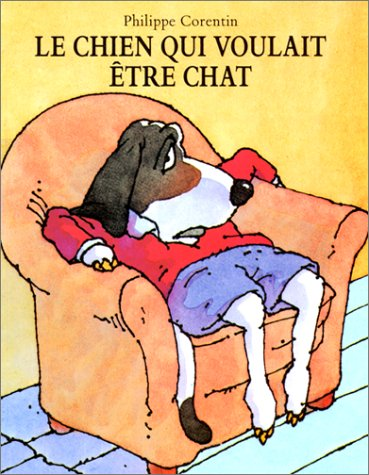 Philippe Corentin
LE CHIEN QUI VOULAIT
ÊTRE CHAT